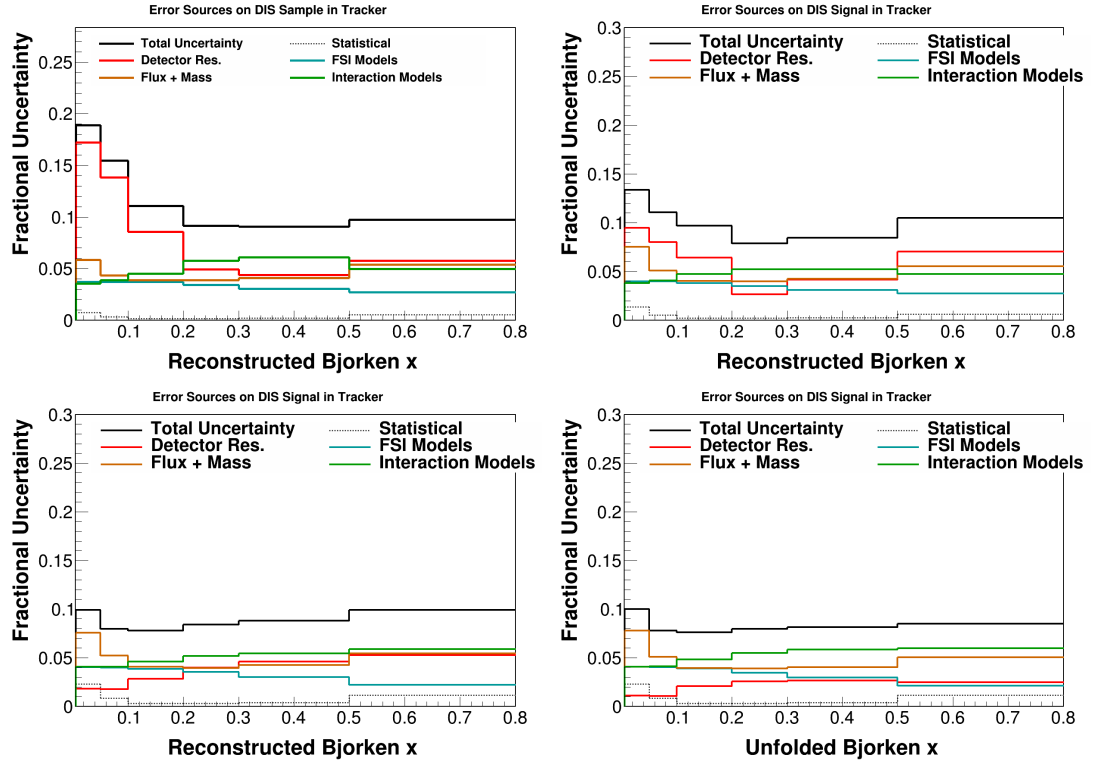 Error Sources on DIS Sample in Tracker
Total Uncertainty
Statistical
Detector Res.
FSI Models
Flux + Mass
Interaction Models
Fractional Uncertainty
0.25
0.2
0.15
0.1
0.05
0
0.1 0.2 0.3 0.4 0.5 0.6 0.7 0.8
Reconstructed Bjorken x
Error Sources on DIS Signal in Tracker
Total Uncertainty
Statistical
Detector Res.
FSI Models
Flux + Mass
Interaction Models
Fractional Uncertainty
0.3
0.25
0.2
0.15
0.1
0.05
0
0.1 0.2 0.3 0.4 0.5 0.6 0.7 0.8
Reconstructed Bjorken x
Error Sources on DIS Signal in Tracker
Total Uncertainty
Statistical
Detector Res.
FSI Models
Flux + Mass
Interaction Models
Fractional Uncertainty
0.3
0.25
0.2
0.15
0.1
0.05
0
0.1 0.2 0.3 0.4 0.5 0.6 0.7 0.8
Reconstructed Bjorken x
Error Sources on DIS Signal in Tracker
Total Uncertainty
Statistical
Detector Res.
FSI Models
Flux + Mass
Interaction Models
Fractional Uncertainty
0.3
0.25
0.2
0.15
0.1
0.05
0
0.1 0.2 0.3 0.4 0.5 0.6 0.7 0.8
Unfolded Bjorken x